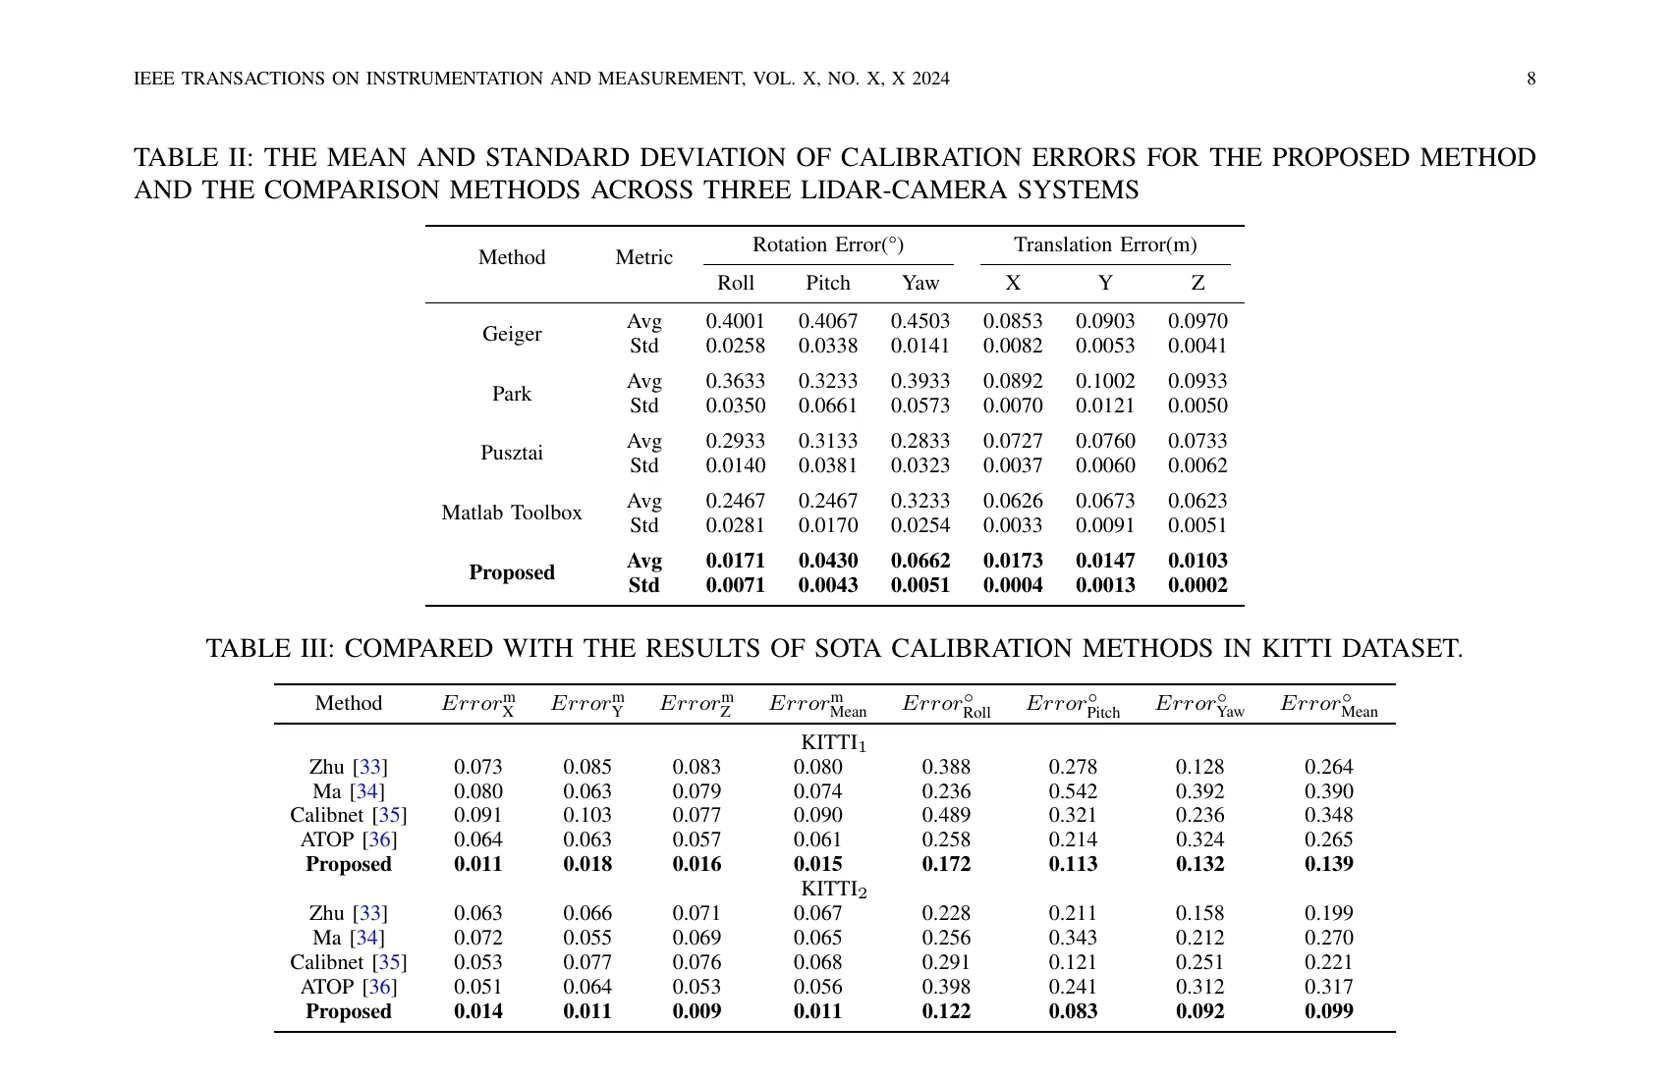 IEEE TRANSACTIONS ON INSTRUMENTATION AND MEASUREMENT, VOL. X, NO. X, X 2024 8
TABLE II: THE MEAN AND STANDARD DEVIATION OF CALIBRATION ERRORS FOR THE PROPOSED METHOD
AND THE COMPARISON METHODS ACROSS THREE LIDAR-CAMERA SYSTEMS
Method Metric Rotation Error(°) Translation Error(m)
Roll Pitch Yaw X Y Z
Geiger Avg 0.4001 0.4067 0.4503 0.0853 0.0903 0.0970
Std 0.0258 0.0338 0.0141 0.0082 0.0053 0.0041
Park Avg 0.3633 0.3233 0.3933 0.0892 0.1002 0.0933
Std 0.0350 0.0661 0.0573 0.0070 0.0121 0.0050
Pusztai Avg 0.2933 0.3133 0.2833 0.0727 0.0760 0.0733
Std 0.0140 0.0381 0.0323 0.0037 0.0060 0.0062
Matlab Toolbox Avg 0.2467 0.2467 0.3233 0.0626 0.0673 0.0623
Std 0.0281 0.0170 0.0254 0.0033 0.0091 0.0051
Proposed Avg 0.0171 0.0430 0.0662 0.0173 0.0147 0.0103
Std 0.0071 0.0043 0.0051 0.0004 0.0013 0.0002
TABLE III: COMPARED WITH THE RESULTS OF SOTA CALIBRATION METHODS IN KITTI DATASET.
Method Error^m_X Error^m_Y Error^m_Z Error^m_Mean Error^°_Roll Error^°_Pitch Error^°_Yaw Error^°_Mean
KITTI₁
Zhu [33] 0.073 0.085 0.083 0.080 0.388 0.278 0.128 0.264
Ma [34] 0.080 0.063 0.079 0.074 0.236 0.542 0.392 0.390
Calibnet [35] 0.091 0.103 0.077 0.090 0.489 0.321 0.236 0.348
ATOP [36] 0.064 0.063 0.057 0.061 0.258 0.214 0.324 0.265
Proposed 0.011 0.018 0.016 0.015 0.172 0.113 0.132 0.139
KITTI₂
Zhu [33] 0.063 0.066 0.071 0.067 0.228 0.211 0.158 0.199
Ma [34] 0.072 0.055 0.069 0.065 0.256 0.343 0.212 0.270
Calibnet [35] 0.053 0.077 0.076 0.068 0.291 0.121 0.251 0.221
ATOP [36] 0.051 0.064 0.053 0.056 0.398 0.241 0.312 0.317
Proposed 0.014 0.011 0.009 0.011 0.122 0.083 0.092 0.099